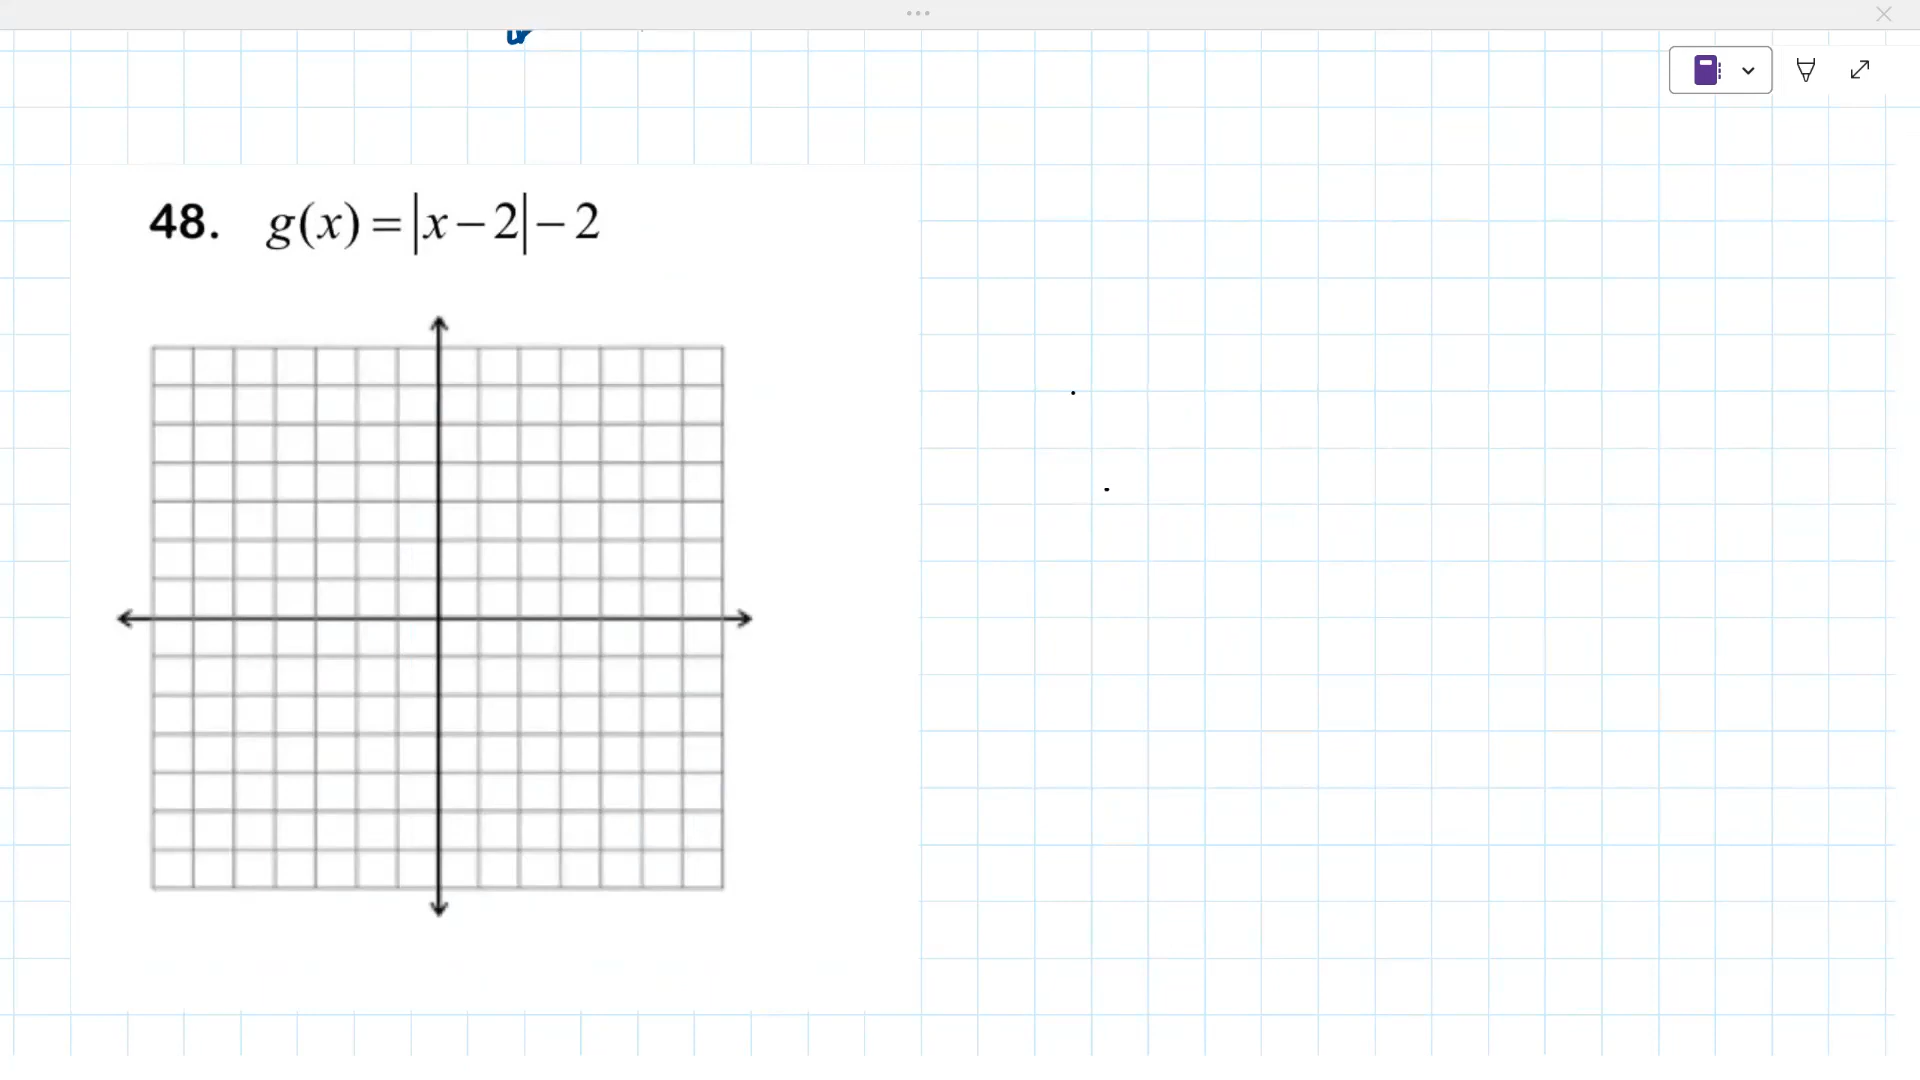 48. g(x) = |x − 2| − 2